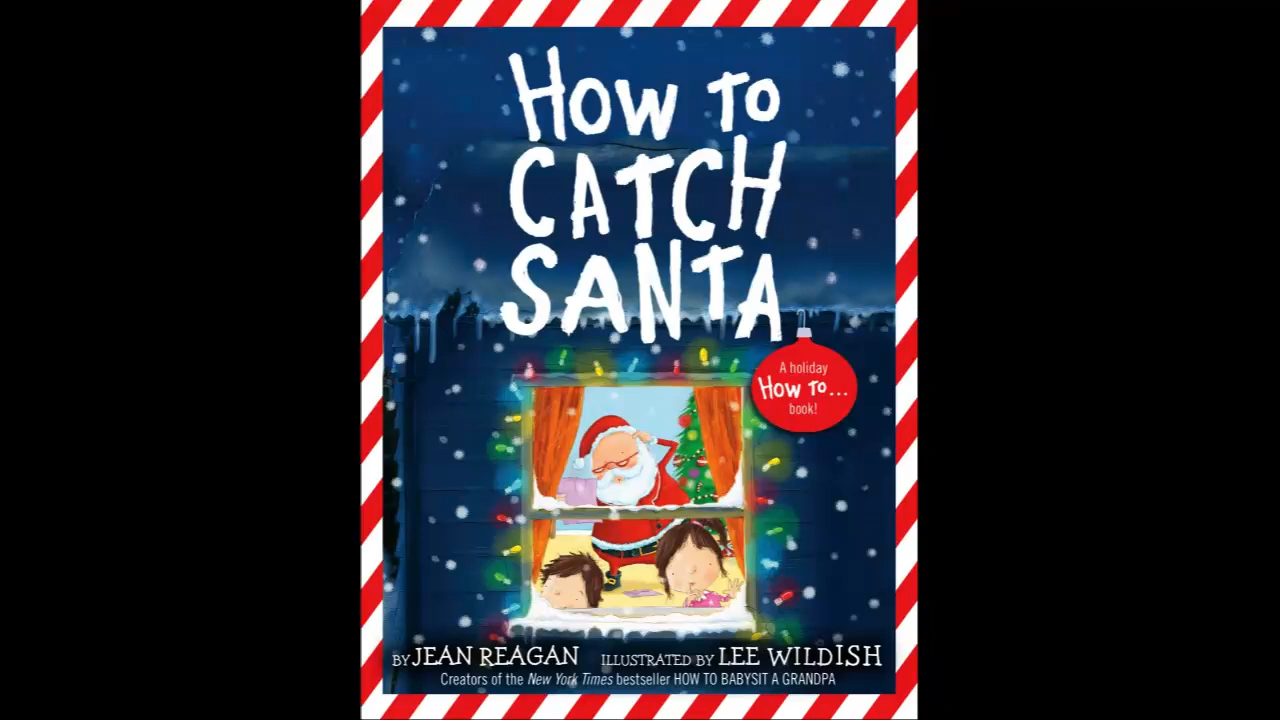 HOW TO
CATCH
SANTA
A holiday
HOW TO...
book!
BY JEAN REAGAN ILLUSTRATED BY LEE WILDISH
Creators of the New York Times bestseller HOW TO BABYSIT A GRANDPA